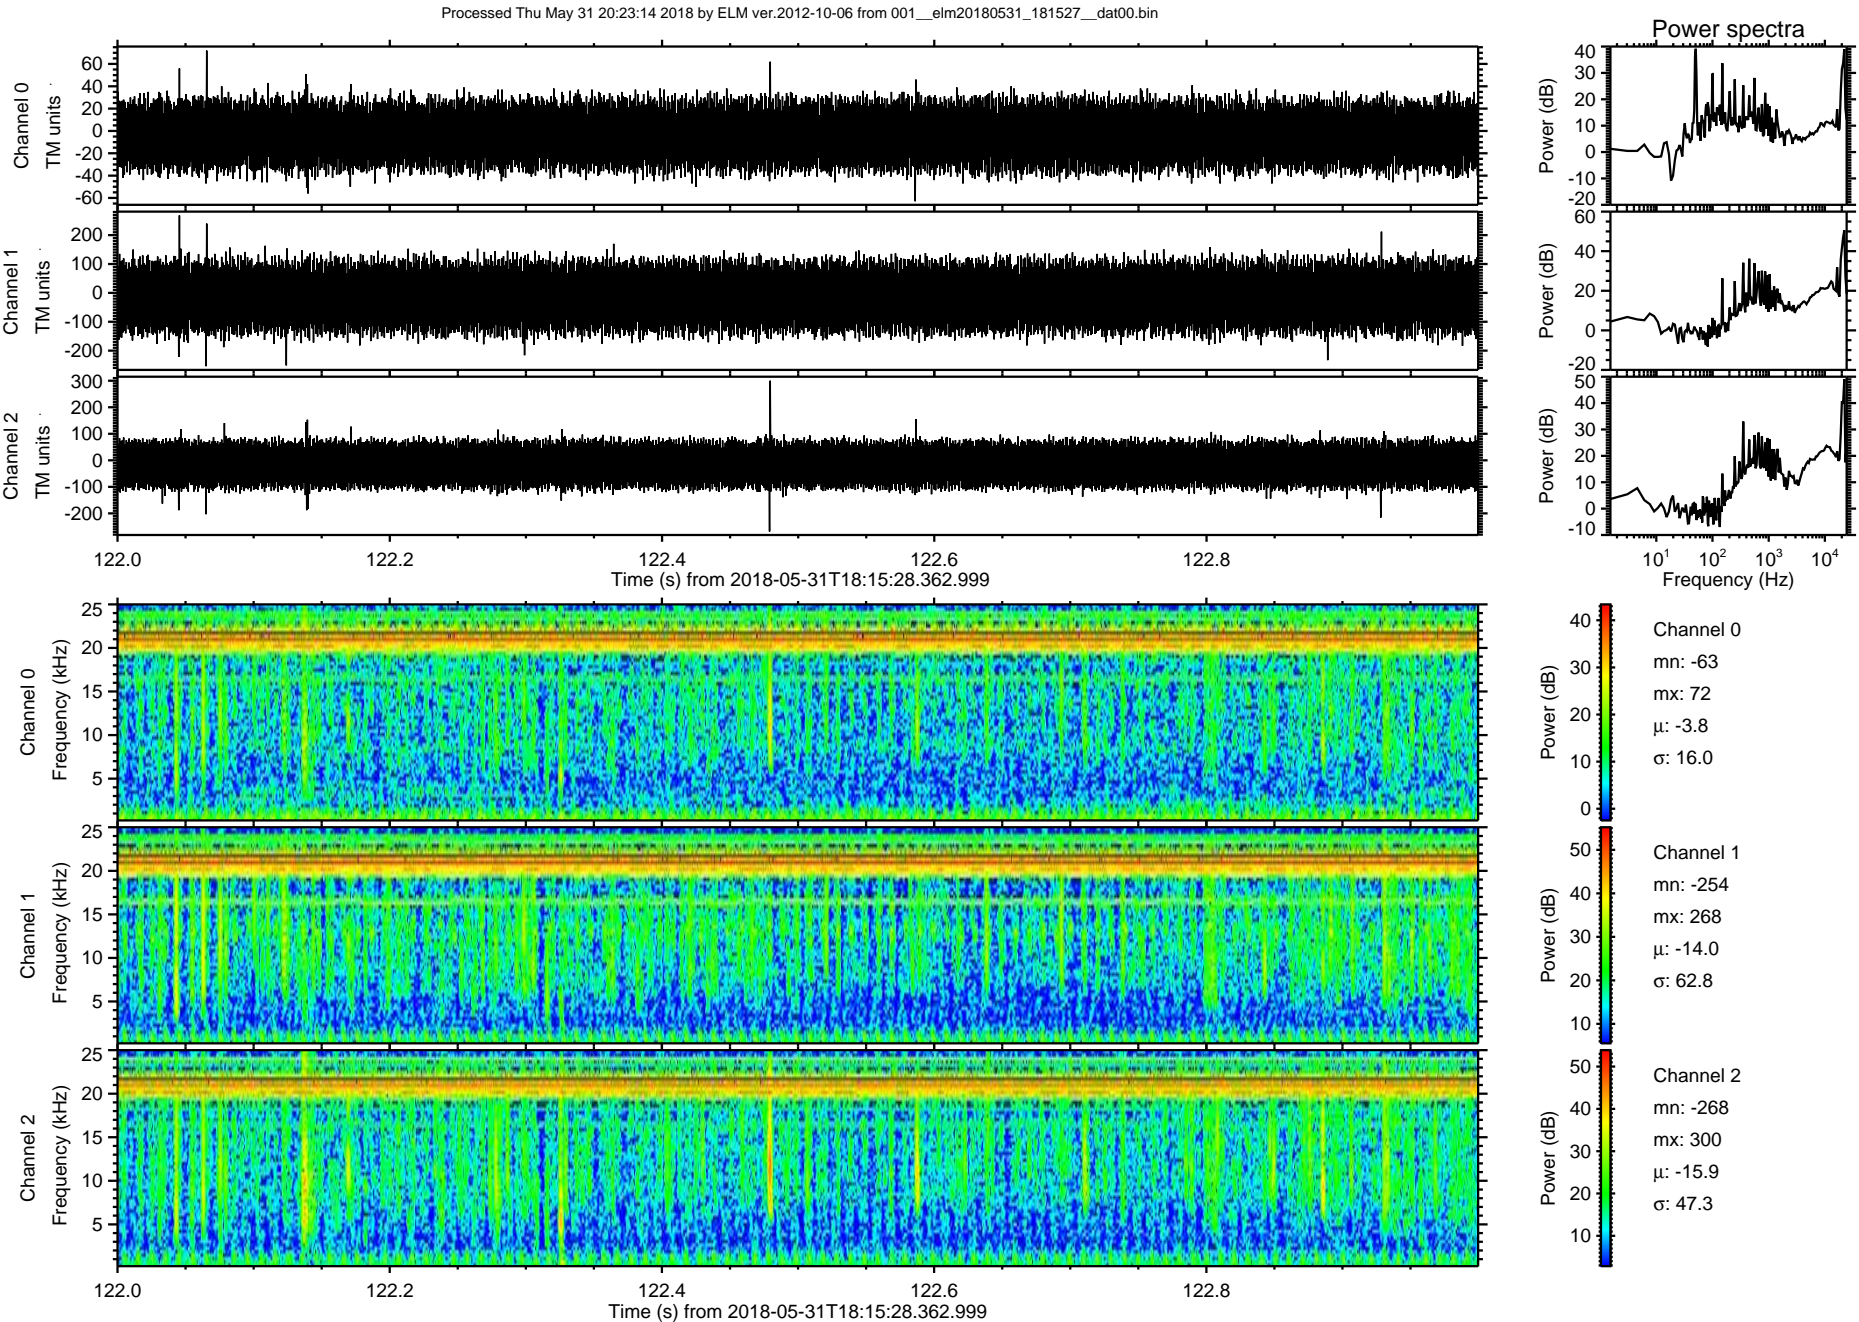 Processed Thu May 31 20:23:14 2018 by ELM ver.2012-10-06 from 001__elm20180531_181527__dat00.bin
Power spectra
Channel 0
TM units
60
40
20
0
-20
-40
-60
Power (dB)
40
30
20
10
0
-10
-20
Channel 1
TM units
200
100
0
-100
-200
Power (dB)
60
40
20
0
-20
Channel 2
TM units
300
200
100
0
-100
-200
Power (dB)
50
40
30
20
10
0
-10
122.0 122.2 122.4 122.6 122.8
Time (s) from 2018-05-31T18:15:28.362.999
10^1 10^2 10^3 10^4
Frequency (Hz)
Channel 0
Frequency (kHz)
25
20
15
10
5
Power (dB)
40
30
20
10
0
Channel 0
mn: -63
mx: 72
μ: -3.8
σ: 16.0
Channel 1
Frequency (kHz)
25
20
15
10
5
Power (dB)
50
40
30
20
10
Channel 1
mn: -254
mx: 268
μ: -14.0
σ: 62.8
Channel 2
Frequency (kHz)
25
20
15
10
5
Power (dB)
50
40
30
20
10
Channel 2
mn: -268
mx: 300
μ: -15.9
σ: 47.3
122.0 122.2 122.4 122.6 122.8
Time (s) from 2018-05-31T18:15:28.362.999